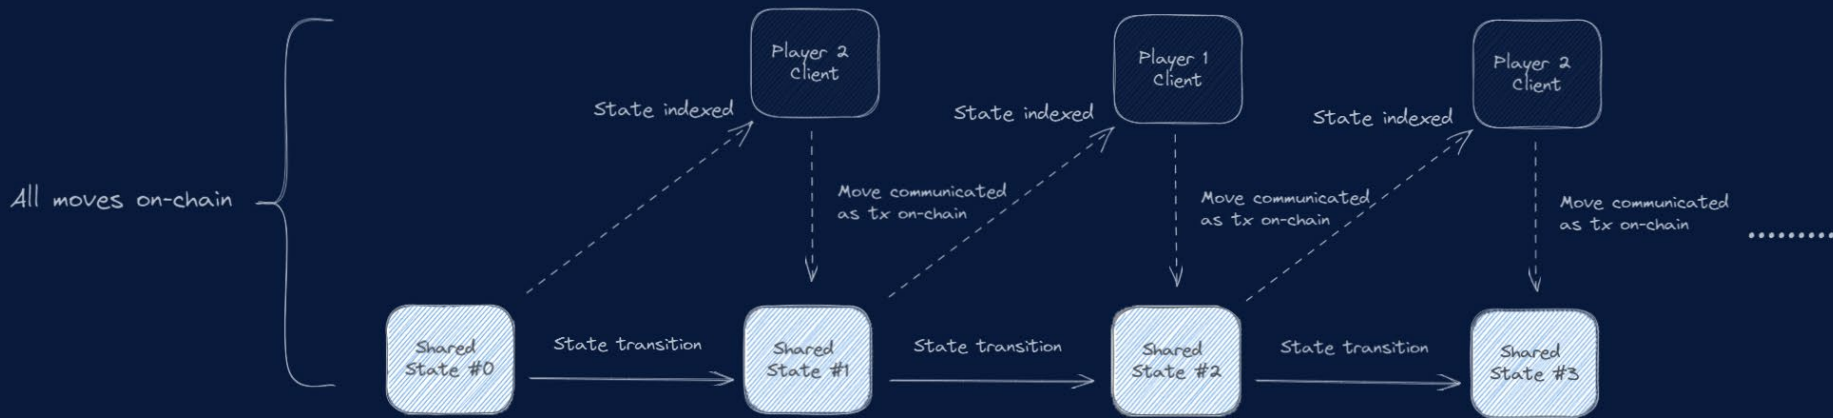 Player 2
Client
Player 1
Client
Player 2
Client
State indexed
State indexed
State indexed
All moves on-chain
Move communicated
as tx on-chain
Move communicated
as tx on-chain
Move communicated
as tx on-chain
Shared
State #0
State transition
Shared
State #1
State transition
Shared
State #2
State transition
Shared
State #3